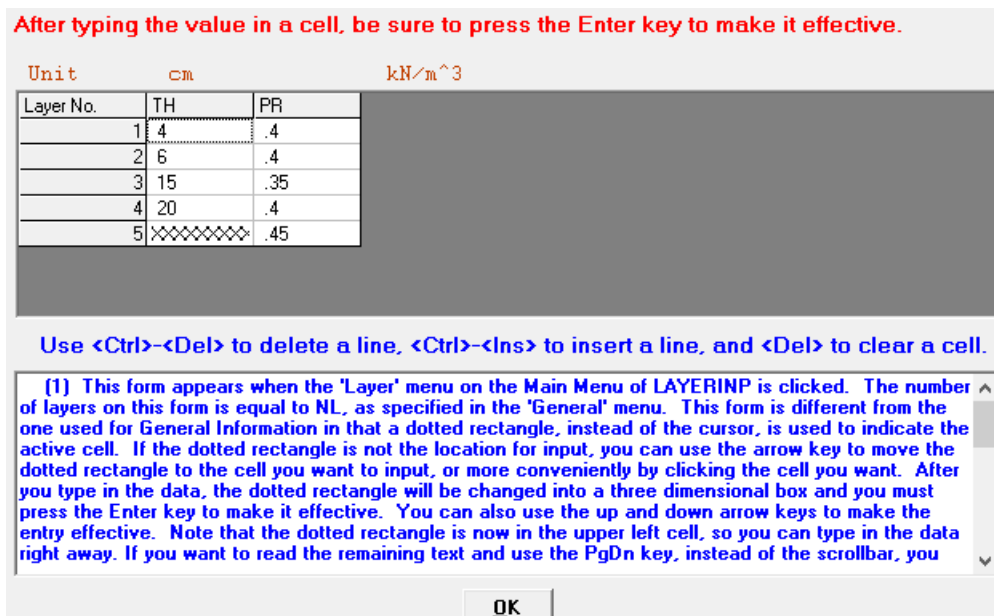 After typing the value in a cell, be sure to press the Enter key to make it effective.
Unit cm kN/m^3
Layer No. TH PR
1 4 .4
2 6 .4
3 15 .35
4 20 .4
5 XXXXXXXXX .45
Use <Ctrl>-<Del> to delete a line, <Ctrl>-<Ins> to insert a line, and <Del> to clear a cell.
(1) This form appears when the 'Layer' menu on the Main Menu of LAYERINP is clicked. The number
of layers on this form is equal to NL, as specified in the 'General' menu. This form is different from the
one used for General Information in that a dotted rectangle, instead of the cursor, is used to indicate the
active cell. If the dotted rectangle is not the location for input, you can use the arrow key to move the
dotted rectangle to the cell you want to input, or more conveniently by clicking the cell you want. After
you type in the data, the dotted rectangle will be changed into a three dimensional box and you must
press the Enter key to make it effective. You can also use the up and down arrow keys to make the
entry effective. Note that the dotted rectangle is now in the upper left cell, so you can type in the data
right away. If you want to read the remaining text and use the PgDn key, instead of the scrollbar, you
OK